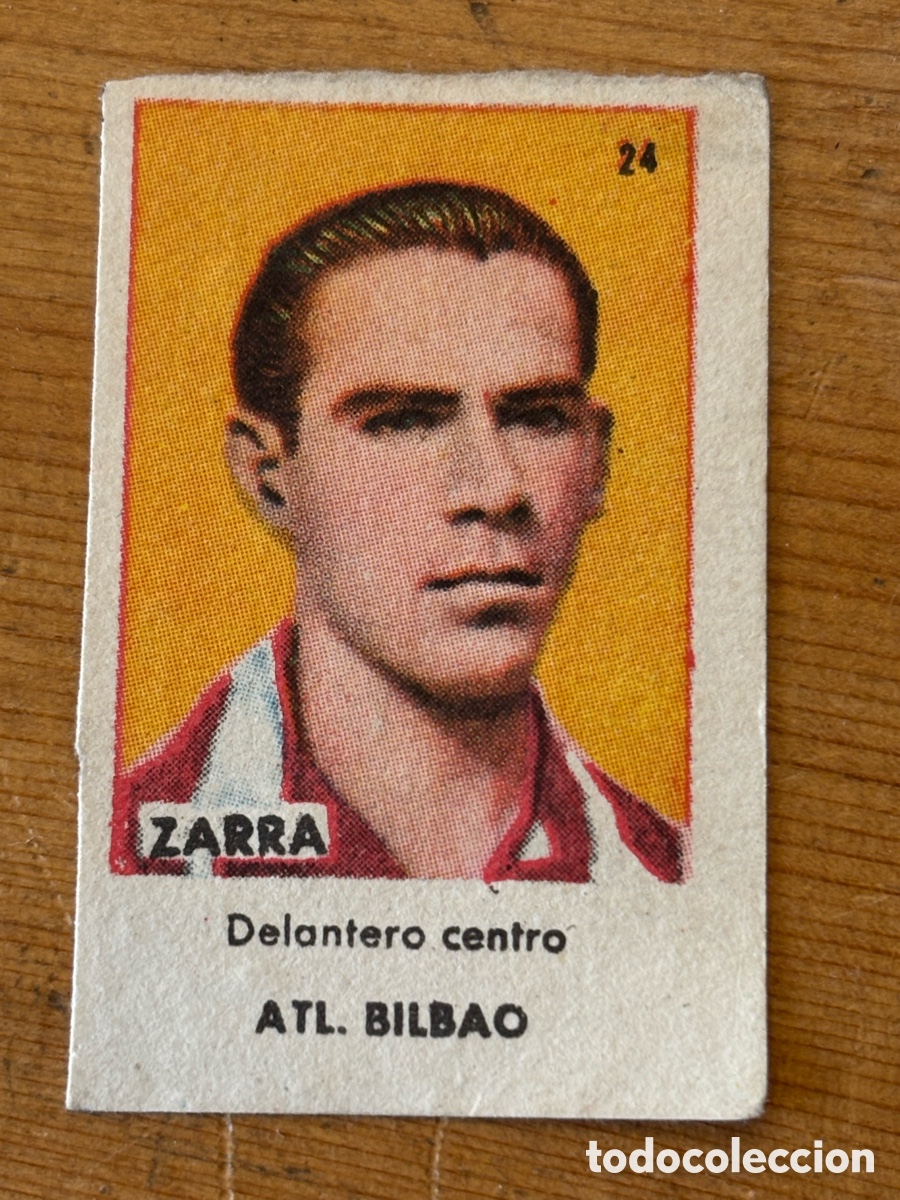 24
ZARRA
Delantero centro
ATL. BILBAO
todocoleccion